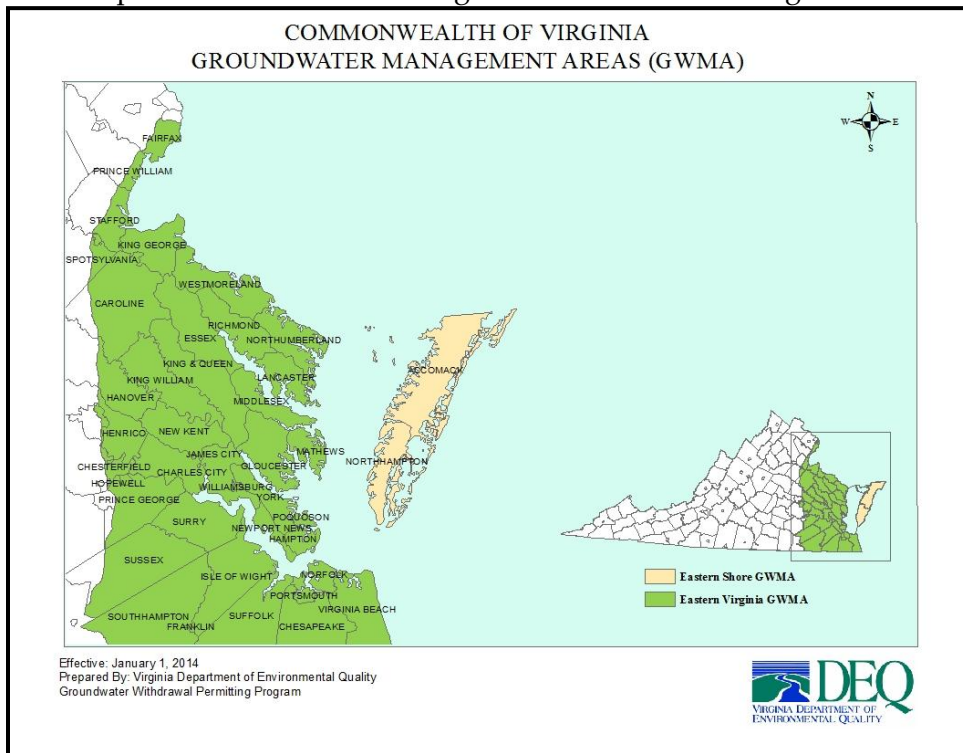 COMMONWEALTH OF VIRGINIA
GROUNDWATER MANAGEMENT AREAS (GWMA)
N
W
E
S
FAIRFAX
PRINCE WILLIAM
STAFFORD
KING GEORGE
SPOTSYLVANIA
WESTMORELAND
CAROLINE
RICHMOND
ESSEX
NORTHUMBERLAND
KING & QUEEN
ACCOMACK
KING WILLIAM
LANCASTER
HANOVER
MIDDLESEX
HENRICO
NEW KENT
MATHEWS
JAMES CITY
NORTHHAMPTON
CHESTERFIELD
CHARLES CITY
GLOUCESTER
HOPEWELL
WILLIAMSBURG
PRINCE GEORGE
YORK
POQUOSON
SURRY
NEWPORT NEWS
HAMPTON
SUSSEX
ISLE OF WIGHT
NORFOLK
PORTSMOUTH
VIRGINIA BEACH
SOUTHHAMPTON
SUFFOLK
FRANKLIN
CHESAPEAKE
Eastern Shore GWMA
Eastern Virginia GWMA
Effective: January 1, 2014
Prepared By: Virginia Department of Environmental Quality
Groundwater Withdrawal Permitting Program
DEQ
VIRGINIA DEPARTMENT OF
ENVIRONMENTAL QUALITY